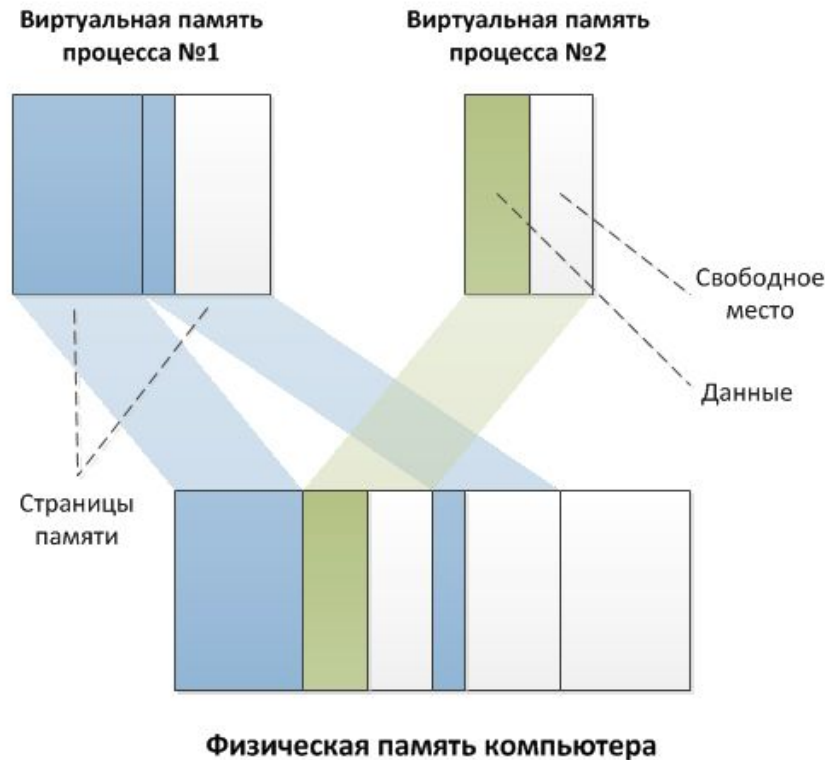 Виртуальная память
процесса №1
Виртуальная память
процесса №2
Свободное
место
Данные
Страницы
памяти
Физическая память компьютера